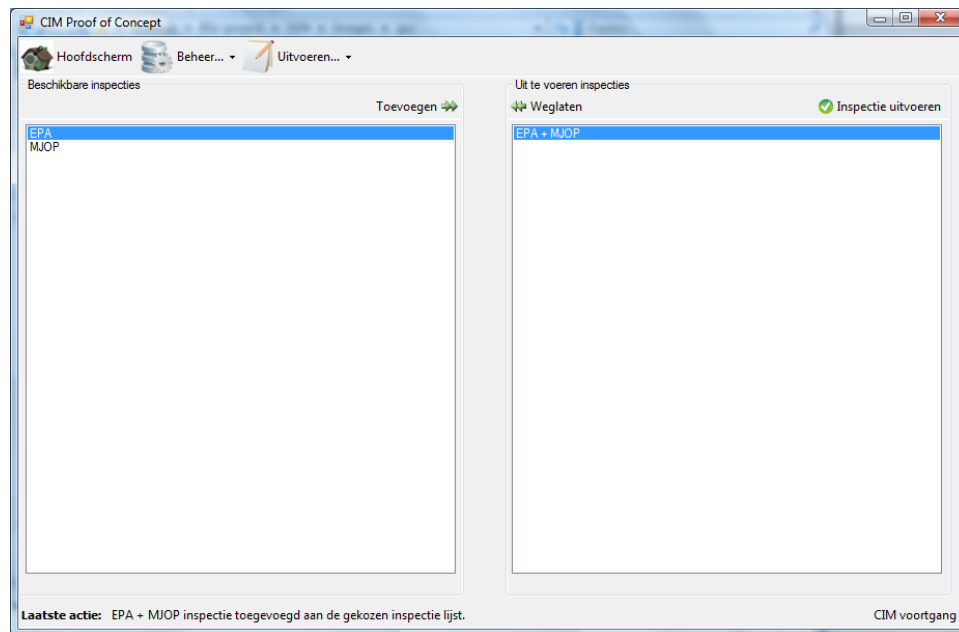 CIM Proof of Concept
Hoofdscherm Beheer... Uitvoeren...
Beschikbare inspecties
Toevoegen
EPA
MJOP
Uit te voeren inspecties
Weglaten Inspectie uitvoeren
EPA + MJOP
Laatste actie: EPA + MJOP inspectie toegevoegd aan de gekozen inspectie lijst. CIM voortgang